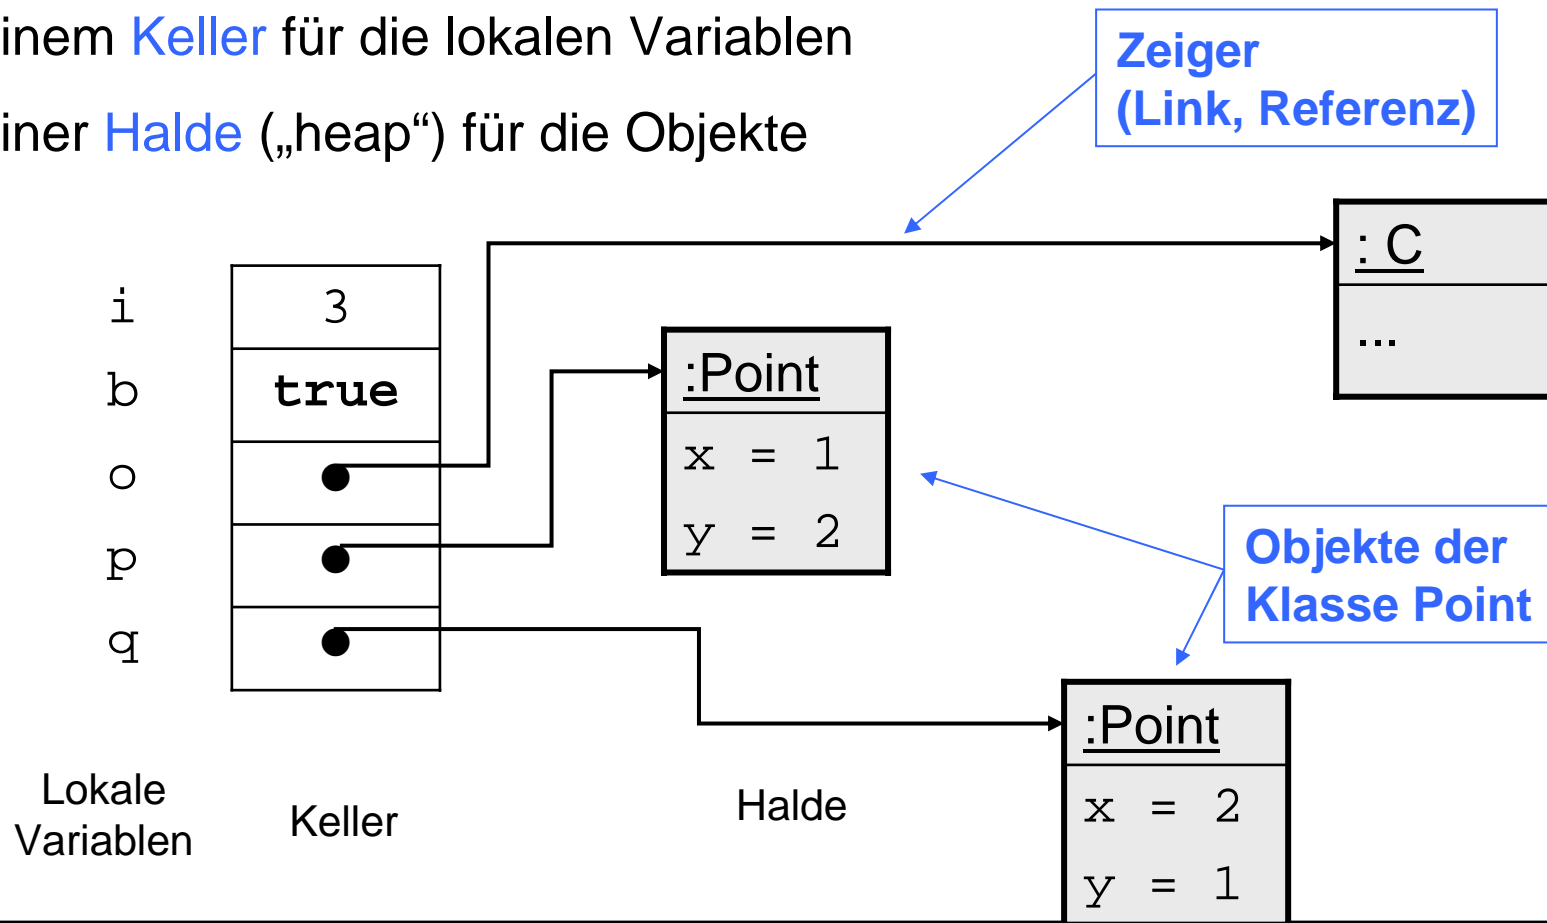 inem Keller für die lokalen Variablen
iner Halde („heap“) für die Objekte
Zeiger
(Link, Referenz)
: C
...
i 3
b true
o
p
q
:Point
x = 1
y = 2
Objekte der
Klasse Point
:Point
x = 2
y = 1
Lokale
Variablen
Keller
Halde